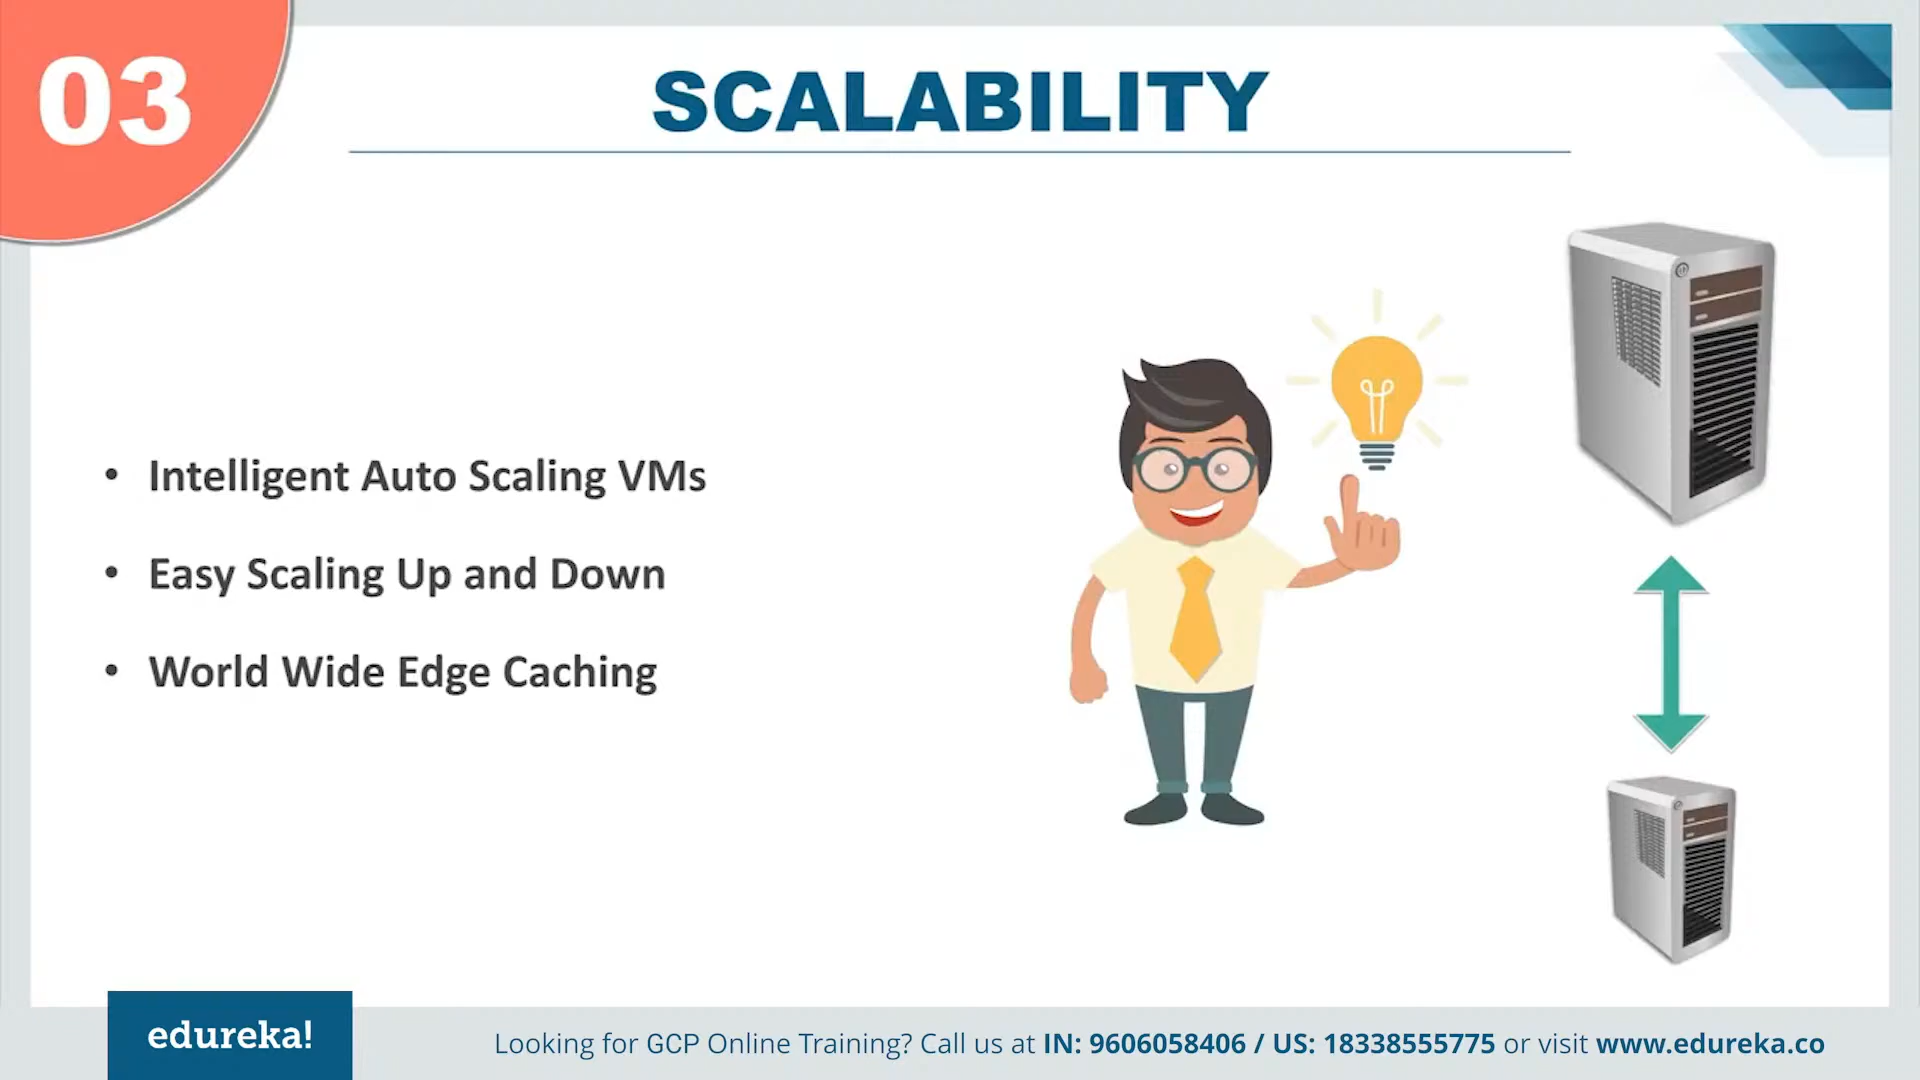 03
SCALABILITY
• Intelligent Auto Scaling VMs
• Easy Scaling Up and Down
• World Wide Edge Caching
edureka!
Looking for GCP Online Training? Call us at IN: 9606058406 / US: 18338555775 or visit www.edureka.co